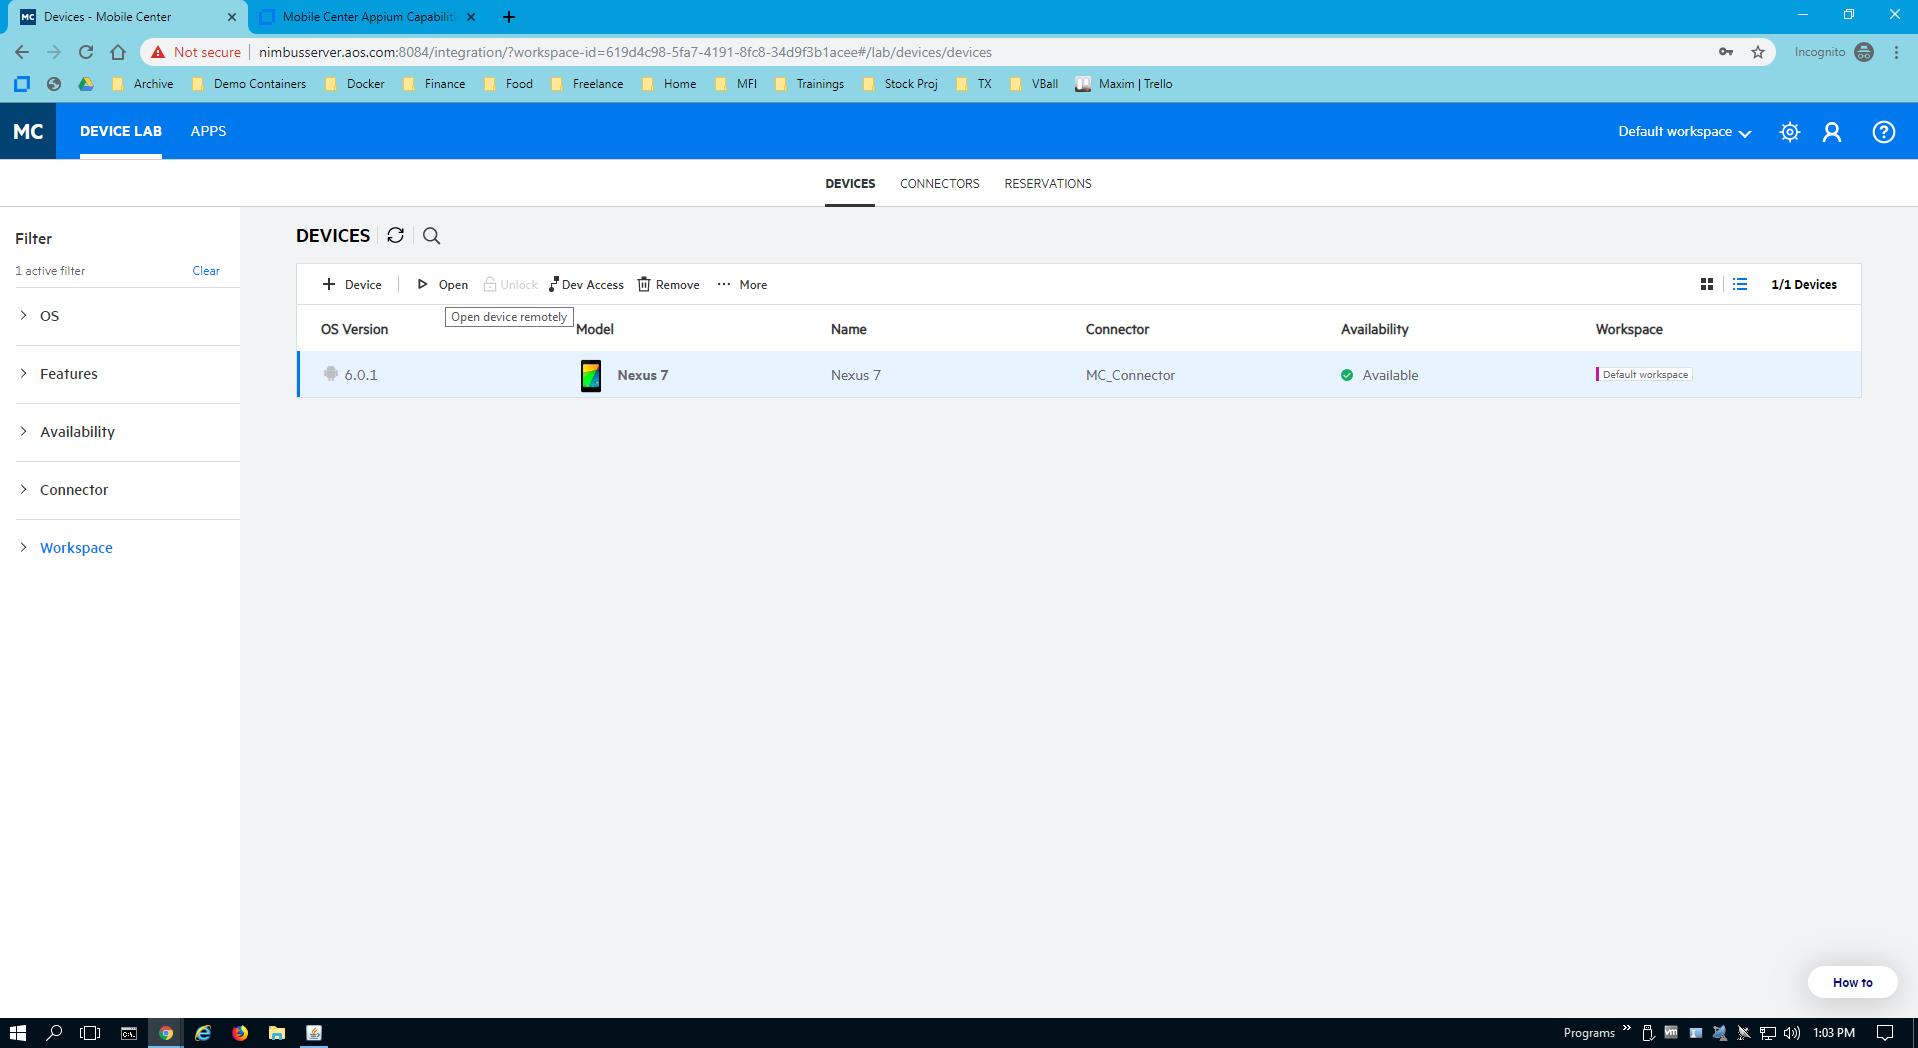 Devices - Mobile Center
Mobile Center Appium Capabiliti
Not secure
nimbusserver.aos.com:8084/integration/?workspace-id=619d4c98-5fa7-4191-8fc8-34d9f3b1acee#/lab/devices/devices
Incognito
Archive
Demo Containers
Docker
Finance
Food
Freelance
Home
MFI
Trainings
Stock Proj
TX
VBall
Maxim | Trello
MC
DEVICE LAB
APPS
Default workspace
DEVICES
CONNECTORS
RESERVATIONS
Filter
1 active filter
Clear
OS
Features
Availability
Connector
Workspace
DEVICES
Device
Open
Unlock
Dev Access
Remove
More
1/1 Devices
Open device remotely
OS Version
Model
Name
Connector
Availability
Workspace
6.0.1
Nexus 7
Nexus 7
MC_Connector
Available
Default workspace
How to
Programs
1:03 PM